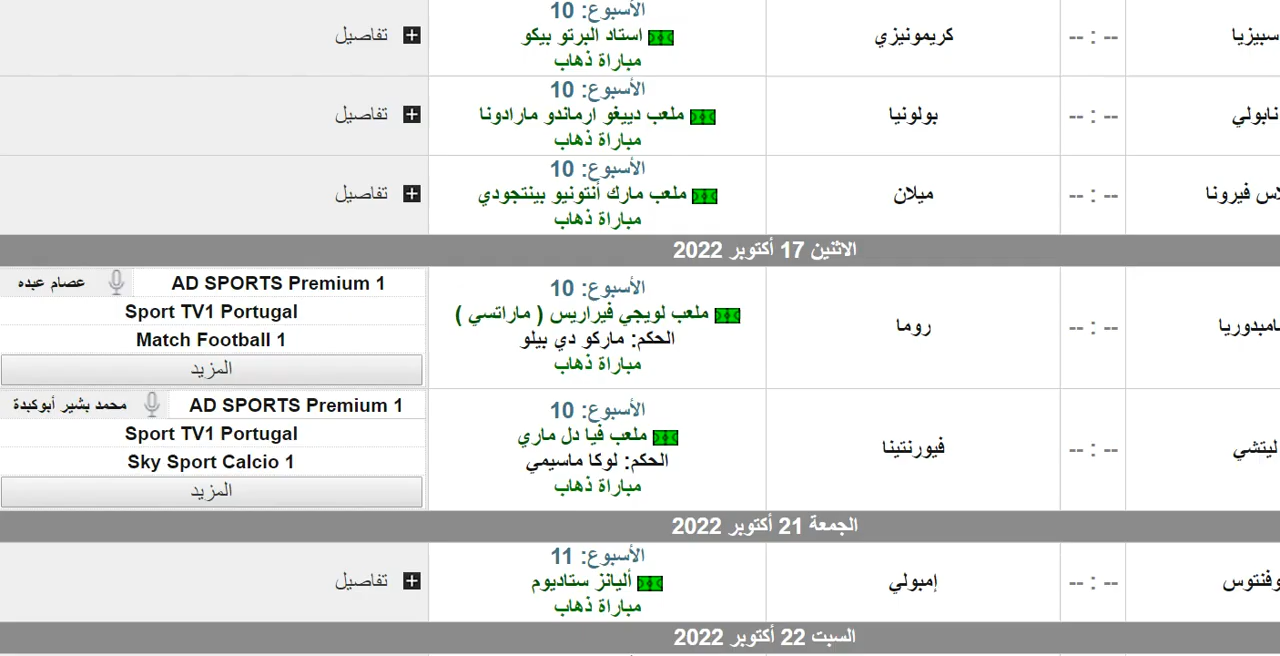 سبيزيا
-- : --
كريمونيزي
الأسبوع: 10
استاد البرتو بيكو
مباراة ذهاب
تفاصيل
نابولي
-- : --
بولونيا
الأسبوع: 10
ملعب دييغو ارماندو مارادونا
مباراة ذهاب
تفاصيل
لاس فيرونا
-- : --
ميلان
الأسبوع: 10
ملعب مارك أنتونيو بينتجودي
مباراة ذهاب
تفاصيل
الاثنين 17 أكتوبر 2022
امبدوريا
-- : --
روما
الأسبوع: 10
ملعب لويجي فيراريس ( ماراتسي )
الحكم: ماركو دي بيلو
مباراة ذهاب
AD SPORTS Premium 1
عصام عبده
Sport TV1 Portugal
Match Football 1
المزيد
ليتشي
-- : --
فيورنتينا
الأسبوع: 10
ملعب فيا دل ماري
الحكم: لوكا ماسيمي
مباراة ذهاب
AD SPORTS Premium 1
محمد بشير أبوكبدة
Sport TV1 Portugal
Sky Sport Calcio 1
المزيد
الجمعة 21 أكتوبر 2022
وفنتوس
-- : --
إمبولي
الأسبوع: 11
أليانز ستاديوم
مباراة ذهاب
تفاصيل
السبت 22 أكتوبر 2022